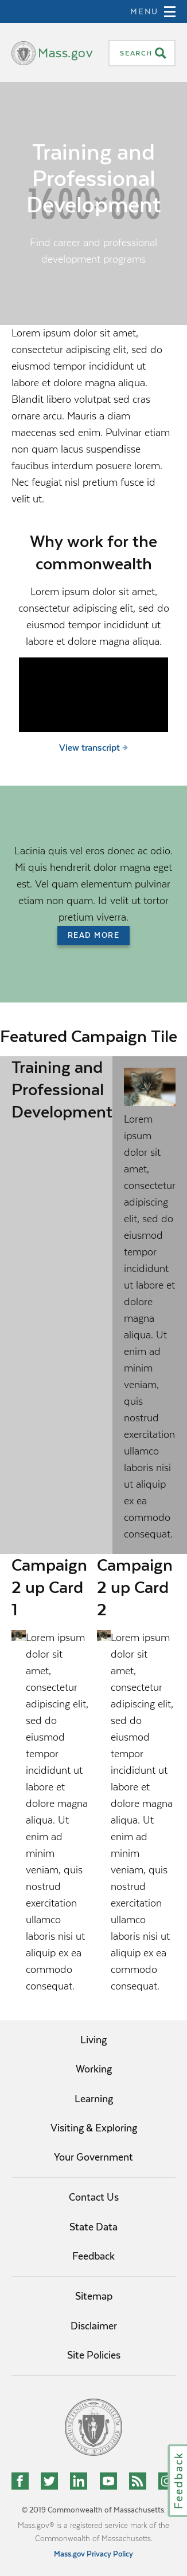 MENU
Mass.gov
SEARCH
1600×800
Training and
Professional
Development
Find career and professional
development programs
Lorem ipsum dolor sit amet,
consectetur adipiscing elit, sed do
eiusmod tempor incididunt ut
labore et dolore magna aliqua.
Blandit libero volutpat sed cras
ornare arcu. Mauris a diam
maecenas sed enim. Pulvinar etiam
non quam lacus suspendisse
faucibus interdum posuere lorem.
Nec feugiat nisl pretium fusce id
velit ut.
Why work for the
commonwealth
Lorem ipsum dolor sit amet,
consectetur adipiscing elit, sed do
eiusmod tempor incididunt ut
labore et dolore magna aliqua.
View transcript
Lacinia quis vel eros donec ac odio.
Mi quis hendrerit dolor magna eget
est. Vel quam elementum pulvinar
etiam non quam. Id velit ut tortor
pretium viverra.
READ MORE
Featured Campaign Tile
Training and
Professional
Development
Lorem
ipsum
dolor sit
amet,
consectetur
adipiscing
elit, sed do
eiusmod
tempor
incididunt
ut labore et
dolore
magna
aliqua. Ut
enim ad
minim
veniam,
quis
nostrud
exercitation
ullamco
laboris nisi
ut aliquip
ex ea
commodo
consequat.
Campaign
2 up Card
1
Lorem ipsum
dolor sit
amet,
consectetur
adipiscing elit,
sed do
eiusmod
tempor
incididunt ut
labore et
dolore magna
aliqua. Ut
enim ad
minim
veniam, quis
nostrud
exercitation
ullamco
laboris nisi ut
aliquip ex ea
commodo
consequat.
Campaign
2 up Card
2
Lorem ipsum
dolor sit
amet,
consectetur
adipiscing elit,
sed do
eiusmod
tempor
incididunt ut
labore et
dolore magna
aliqua. Ut
enim ad
minim
veniam, quis
nostrud
exercitation
ullamco
laboris nisi ut
aliquip ex ea
commodo
consequat.
Living
Working
Learning
Visiting & Exploring
Your Government
Contact Us
State Data
Feedback
Sitemap
Disclaimer
Site Policies
Feedback
© 2019 Commonwealth of Massachusetts.
Mass.gov® is a registered service mark of the
Commonwealth of Massachusetts.
Mass.gov Privacy Policy